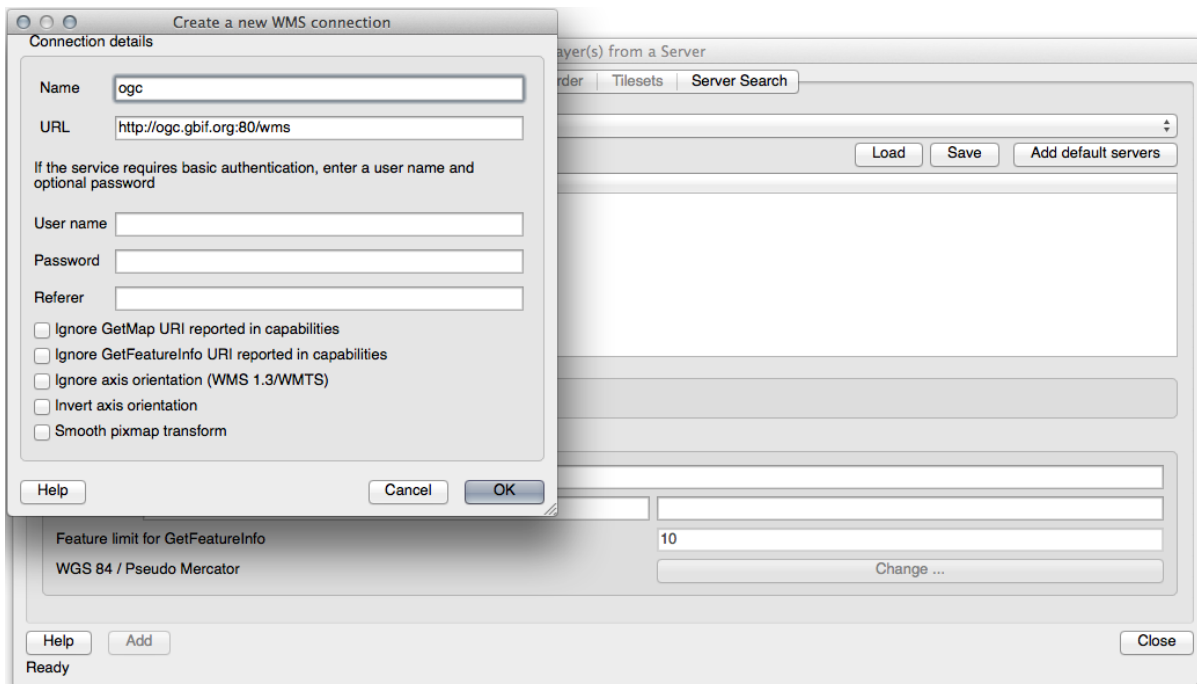 Create a new WMS connection
Connection details
Name ogc
URL http://ogc.gbif.org:80/wms
If the service requires basic authentication, enter a user name and
optional password
User name
Password
Referer
Ignore GetMap URI reported in capabilities
Ignore GetFeatureInfo URI reported in capabilities
Ignore axis orientation (WMS 1.3/WMTS)
Invert axis orientation
Smooth pixmap transform
Help Cancel OK
ayer(s) from a Server
rder Tilesets Server Search
Load Save Add default servers
Feature limit for GetFeatureInfo 10
WGS 84 / Pseudo Mercator Change ...
Help Add Close
Ready